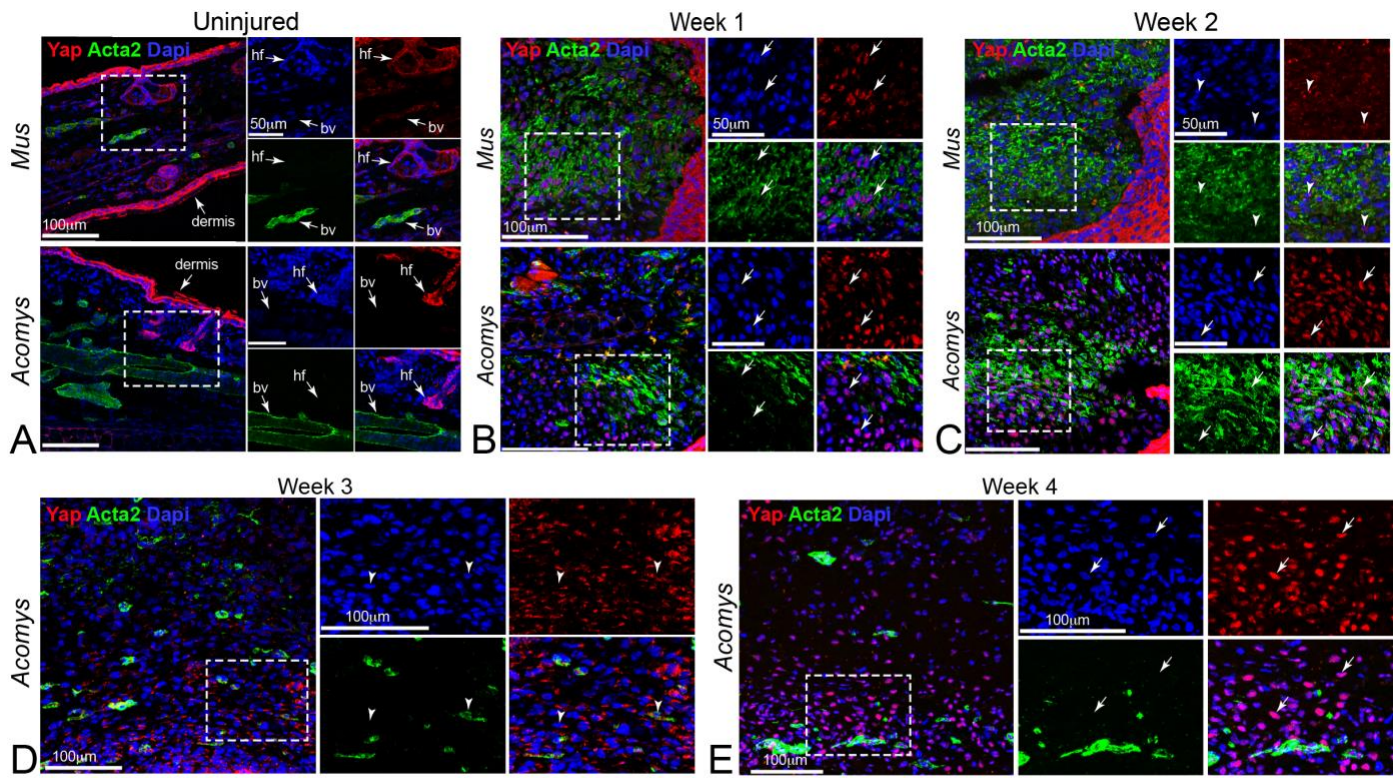 Uninjured
Week 1
Week 2
Mus
Yap Acta2 Dapi
hf
hf
bv
50μm
bv
hf
hf
bv
bv
dermis
100μm
Acomys
dermis
bv
hf
bv
hf
bv
hf
bv
hf
A
Mus
Yap Acta2 Dapi
50μm
100μm
Acomys
B
Mus
Yap Acta2 Dapi
50μm
100μm
Acomys
C
Week 3
Week 4
Acomys
Yap Acta2 Dapi
100μm
100μm
D
Acomys
Yap Acta2 Dapi
100μm
100μm
E